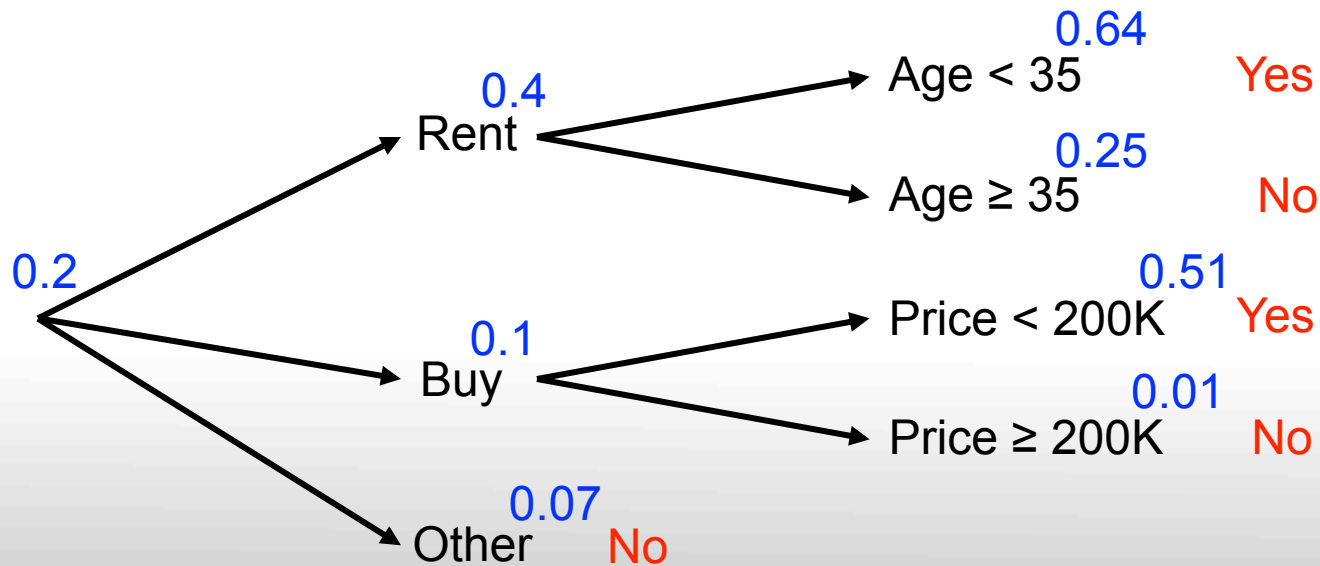 0.64
Age < 35 Yes
0.4
Rent
0.25
Age ≥ 35 No
0.2
0.51
Price < 200K Yes
0.1
Buy
0.01
Price ≥ 200K No
0.07
Other No